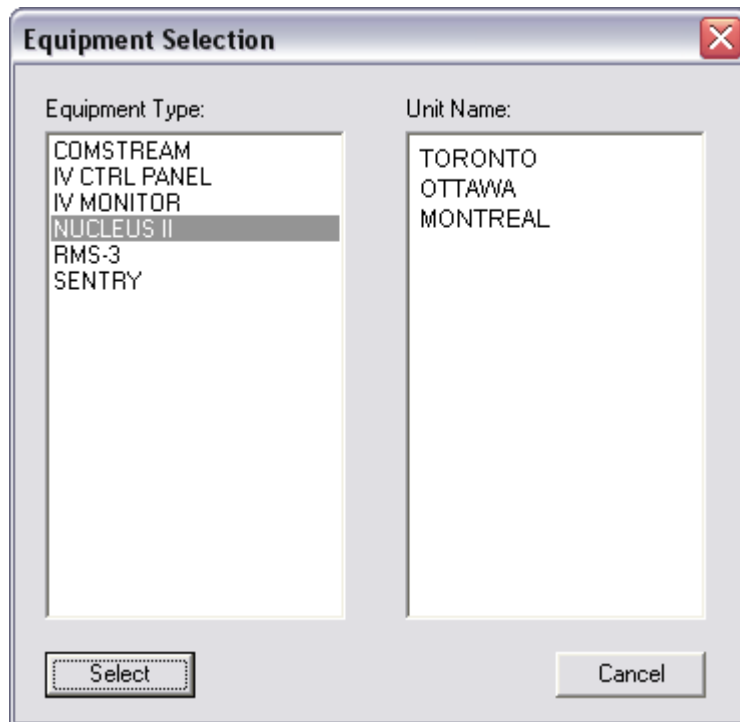 Equipment Selection
Equipment Type:
COMSTREAM
IV CTRL PANEL
IV MONITOR
NUCLEUS II
RMS-3
SENTRY
Unit Name:
TORONTO
OTTAWA
MONTREAL
Select
Cancel